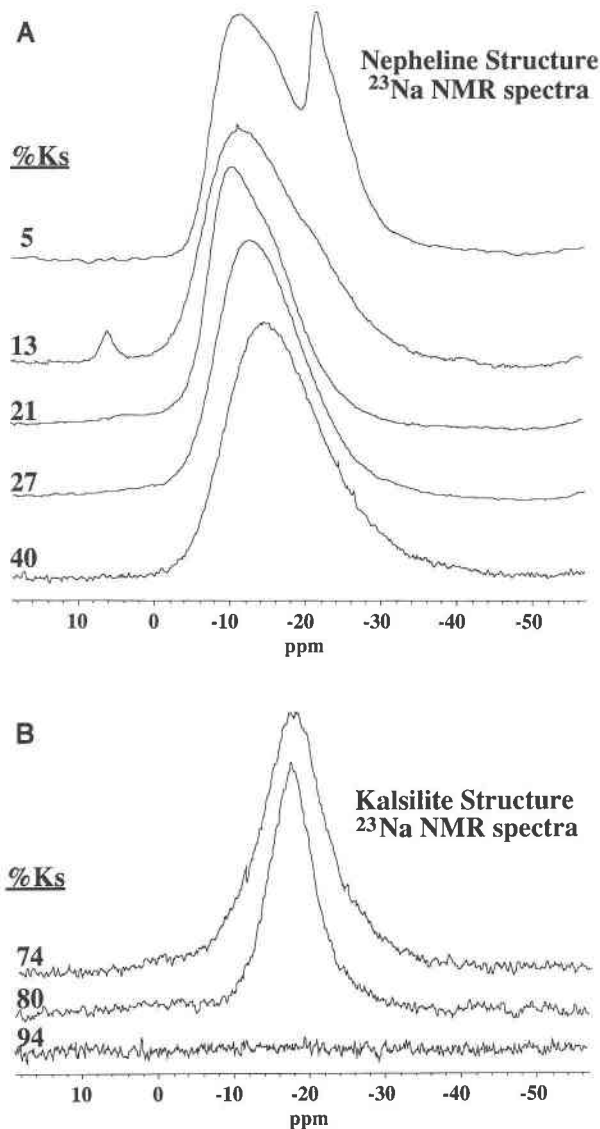 A
Nepheline Structure
²³Na NMR spectra
%Ks
5
13
21
27
40
10 0 -10 -20 -30 -40 -50
ppm
B
Kalsilite Structure
²³Na NMR spectra
%Ks
74
80
94
10 0 -10 -20 -30 -40 -50
ppm